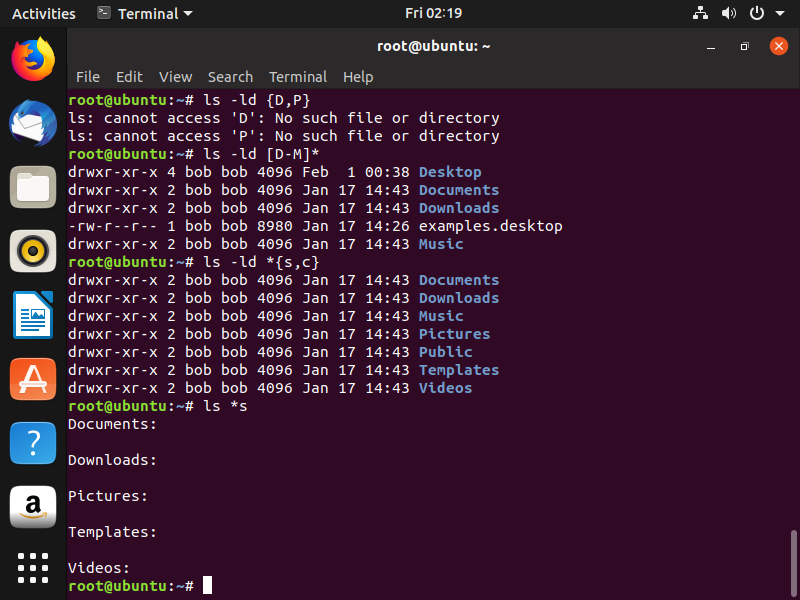 Activities Terminal Fri 02:19
root@ubuntu: ~
File Edit View Search Terminal Help
root@ubuntu:~# ls -ld {D,P}
ls: cannot access 'D': No such file or directory
ls: cannot access 'P': No such file or directory
root@ubuntu:~# ls -ld [D-M]*
drwxr-xr-x 4 bob bob 4096 Feb  1 00:38 Desktop
drwxr-xr-x 2 bob bob 4096 Jan 17 14:43 Documents
drwxr-xr-x 2 bob bob 4096 Jan 17 14:43 Downloads
-rw-r--r-- 1 bob bob 8980 Jan 17 14:26 examples.desktop
drwxr-xr-x 2 bob bob 4096 Jan 17 14:43 Music
root@ubuntu:~# ls -ld *{s,c}
drwxr-xr-x 2 bob bob 4096 Jan 17 14:43 Documents
drwxr-xr-x 2 bob bob 4096 Jan 17 14:43 Downloads
drwxr-xr-x 2 bob bob 4096 Jan 17 14:43 Music
drwxr-xr-x 2 bob bob 4096 Jan 17 14:43 Pictures
drwxr-xr-x 2 bob bob 4096 Jan 17 14:43 Public
drwxr-xr-x 2 bob bob 4096 Jan 17 14:43 Templates
drwxr-xr-x 2 bob bob 4096 Jan 17 14:43 Videos
root@ubuntu:~# ls *s
Documents:
Downloads:
Pictures:
Templates:
Videos:
root@ubuntu:~#